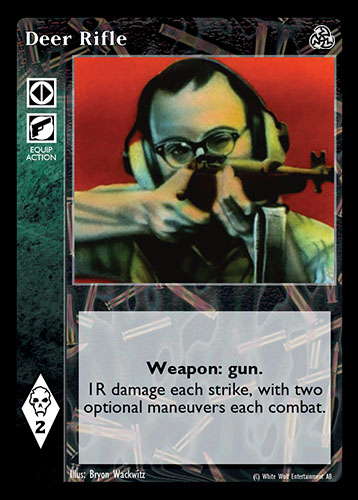 Deer Rifle
EQUIP
ACTION
Weapon: gun.
1R damage each strike, with two
optional maneuvers each combat.
2
Illus: Bryon Wackwitz
(C) White Wolf Entertainment AB